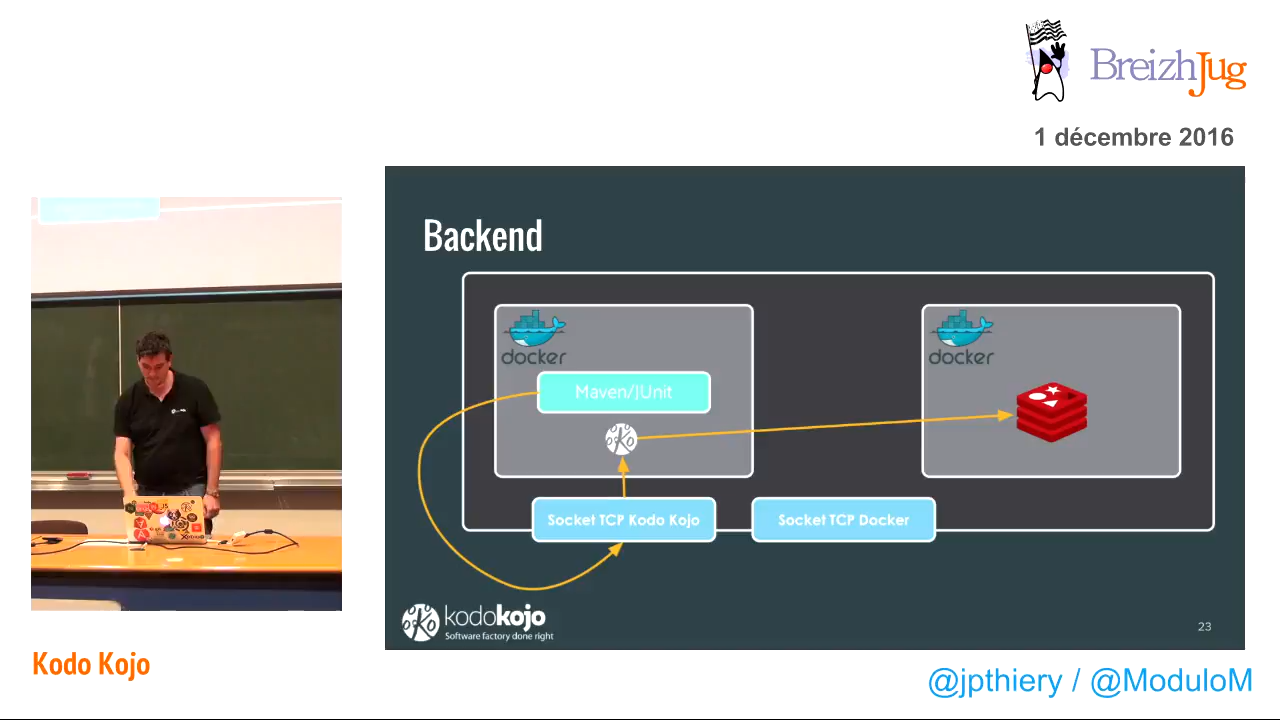 BreizhJug
1 décembre 2016
Backend
docker
docker
Maven/JUnit
Socket TCP Kodo Kojo
Socket TCP Docker
kodokojo
Software factory done right
23
Kodo Kojo
@jpthiery / @ModuloM